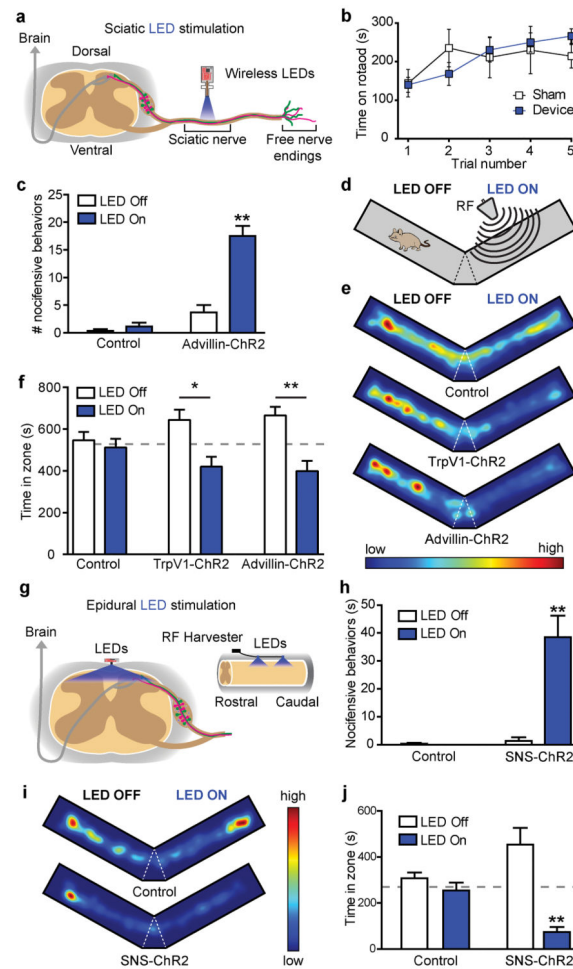 a
Sciatic LED stimulation
Brain
Dorsal
Wireless LEDs
Ventral
Sciatic nerve
Free nerve
endings
b
Time on rotaod (s)
300
200
100
0
1 2 3 4 5
Trial number
Sham
Device
c
LED Off
LED On
# nocifensive behaviors
25
20
15
10
5
0
**
Control
Advillin-ChR2
d
LED OFF LED ON
RF
e
LED OFF LED ON
Control
TrpV1-ChR2
Advillin-ChR2
low high
f
LED Off
LED On
Time in zone (s)
800
600
400
200
0
* **
Control TrpV1-ChR2 Advillin-ChR2
g
Epidural LED stimulation
Brain
RF Harvester
LEDs
Rostral Caudal
h
LED Off
LED On
Nocifensive behaviors (s)
50
40
30
20
10
0
**
Control SNS-ChR2
i
LED OFF LED ON
high
low
Control
SNS-ChR2
j
LED Off
LED On
Time in zone (s)
600
400
200
0
**
Control SNS-ChR2